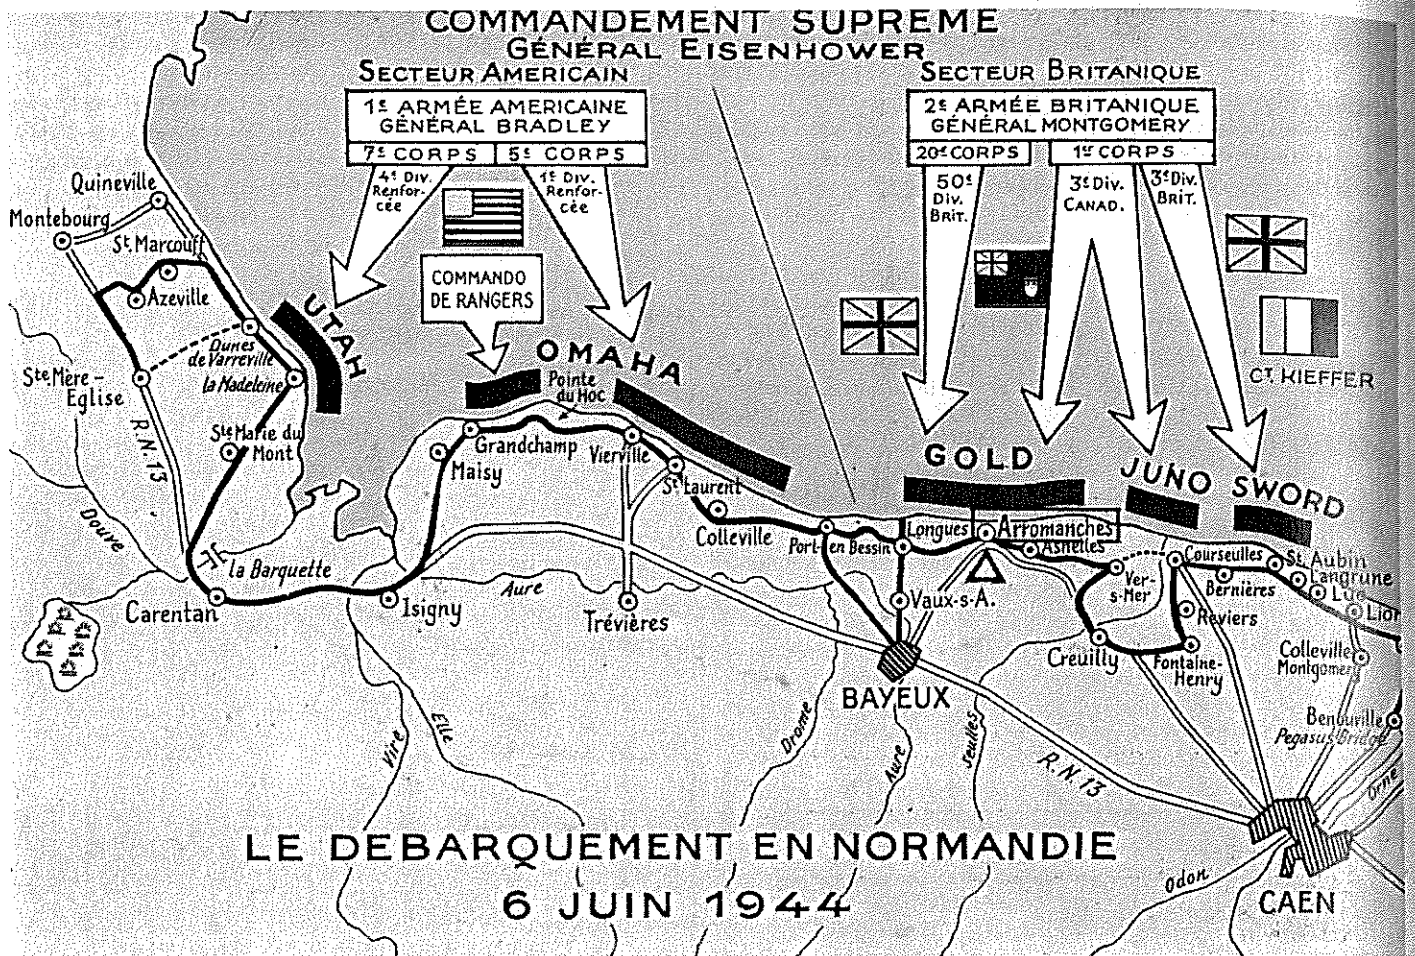 COMMANDEMENT SUPREME
GÉNÉRAL EISENHOWER
SECTEUR AMERICAIN
1e ARMÉE AMERICAINE
GÉNÉRAL BRADLEY
7e CORPS
5e CORPS
4e Div.
Renfor-
cée
1e Div.
Renfor-
cée
COMMANDO
DE RANGERS
SECTEUR BRITANIQUE
2e ARMÉE BRITANIQUE
GÉNÉRAL MONTGOMERY
20e CORPS
1er CORPS
50e
DIV.
BRIT.
3e DIV.
CANAD.
3e DIV.
BRIT.
CT. KIEFFER
UTAH
OMAHA
GOLD
JUNO
SWORD
Quineville
Montebourg
St. Marcouff
Azeville
Dunes
de Varreville
la Madeleine
Ste Mère-
Eglise
R.N. 13
Ste Marie du
Mont
Douve
la Barquette
Carentan
Isigny
Pointe
du Hoc
Grandchamp
Maisy
Vierville
St Laurent
Colleville
Aure
Trévières
Port-en Bessin
Longues
Arromanches
Asnelles
Vaux-s-A.
Ver-
s-Mer
Courseulles
St. Aubin
Langrune
Luc
Lion
Bernières
Reviers
Creuilly
Fontaine-
Henry
Colleville
Montgomery
Benouville
Pegasus Bridge
BAYEUX
Vire
Elle
Drome
Aure
Seulles
R.N. 13
Orne
Odon
CAEN
LE DEBARQUEMENT EN NORMANDIE
6 JUIN 1944